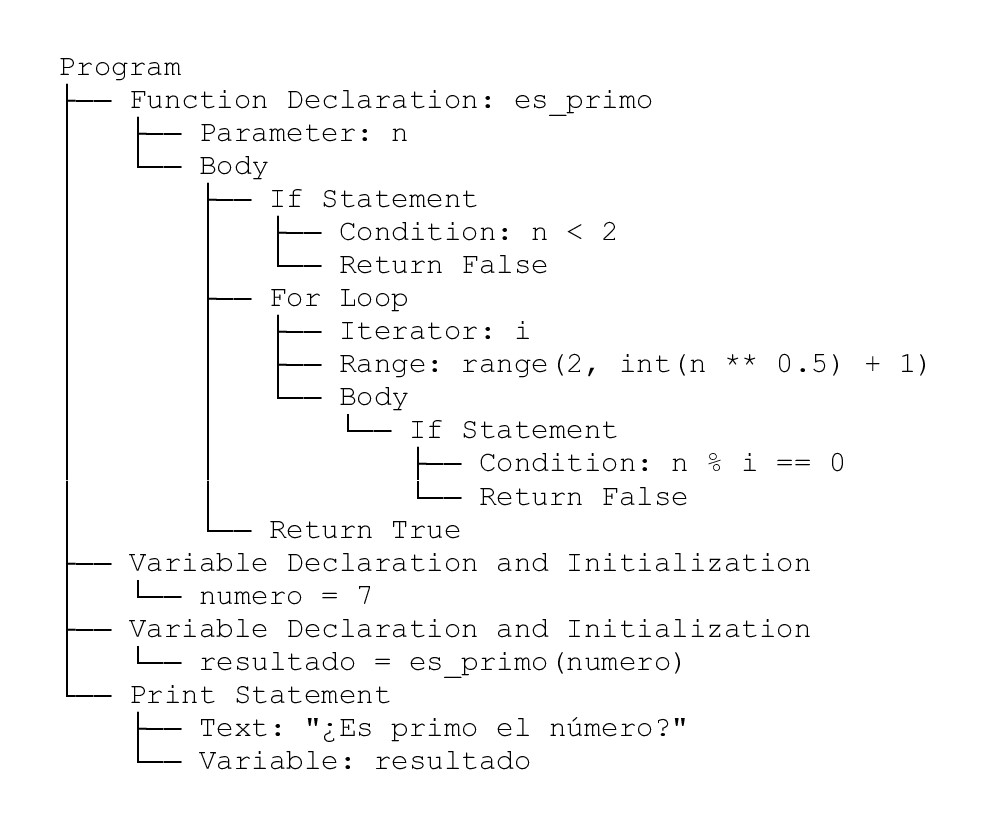 Program
├── Function Declaration: es_primo
│   ├── Parameter: n
│   └── Body
│       ├── If Statement
│       │   ├── Condition: n < 2
│       │   └── Return False
│       ├── For Loop
│       │   ├── Iterator: i
│       │   ├── Range: range(2, int(n ** 0.5) + 1)
│       │   └── Body
│       │       └── If Statement
│       │           ├── Condition: n % i == 0
│       │           └── Return False
│       └── Return True
├── Variable Declaration and Initialization
│   └── numero = 7
├── Variable Declaration and Initialization
│   └── resultado = es_primo(numero)
└── Print Statement
    ├── Text: "¿Es primo el número?"
    └── Variable: resultado